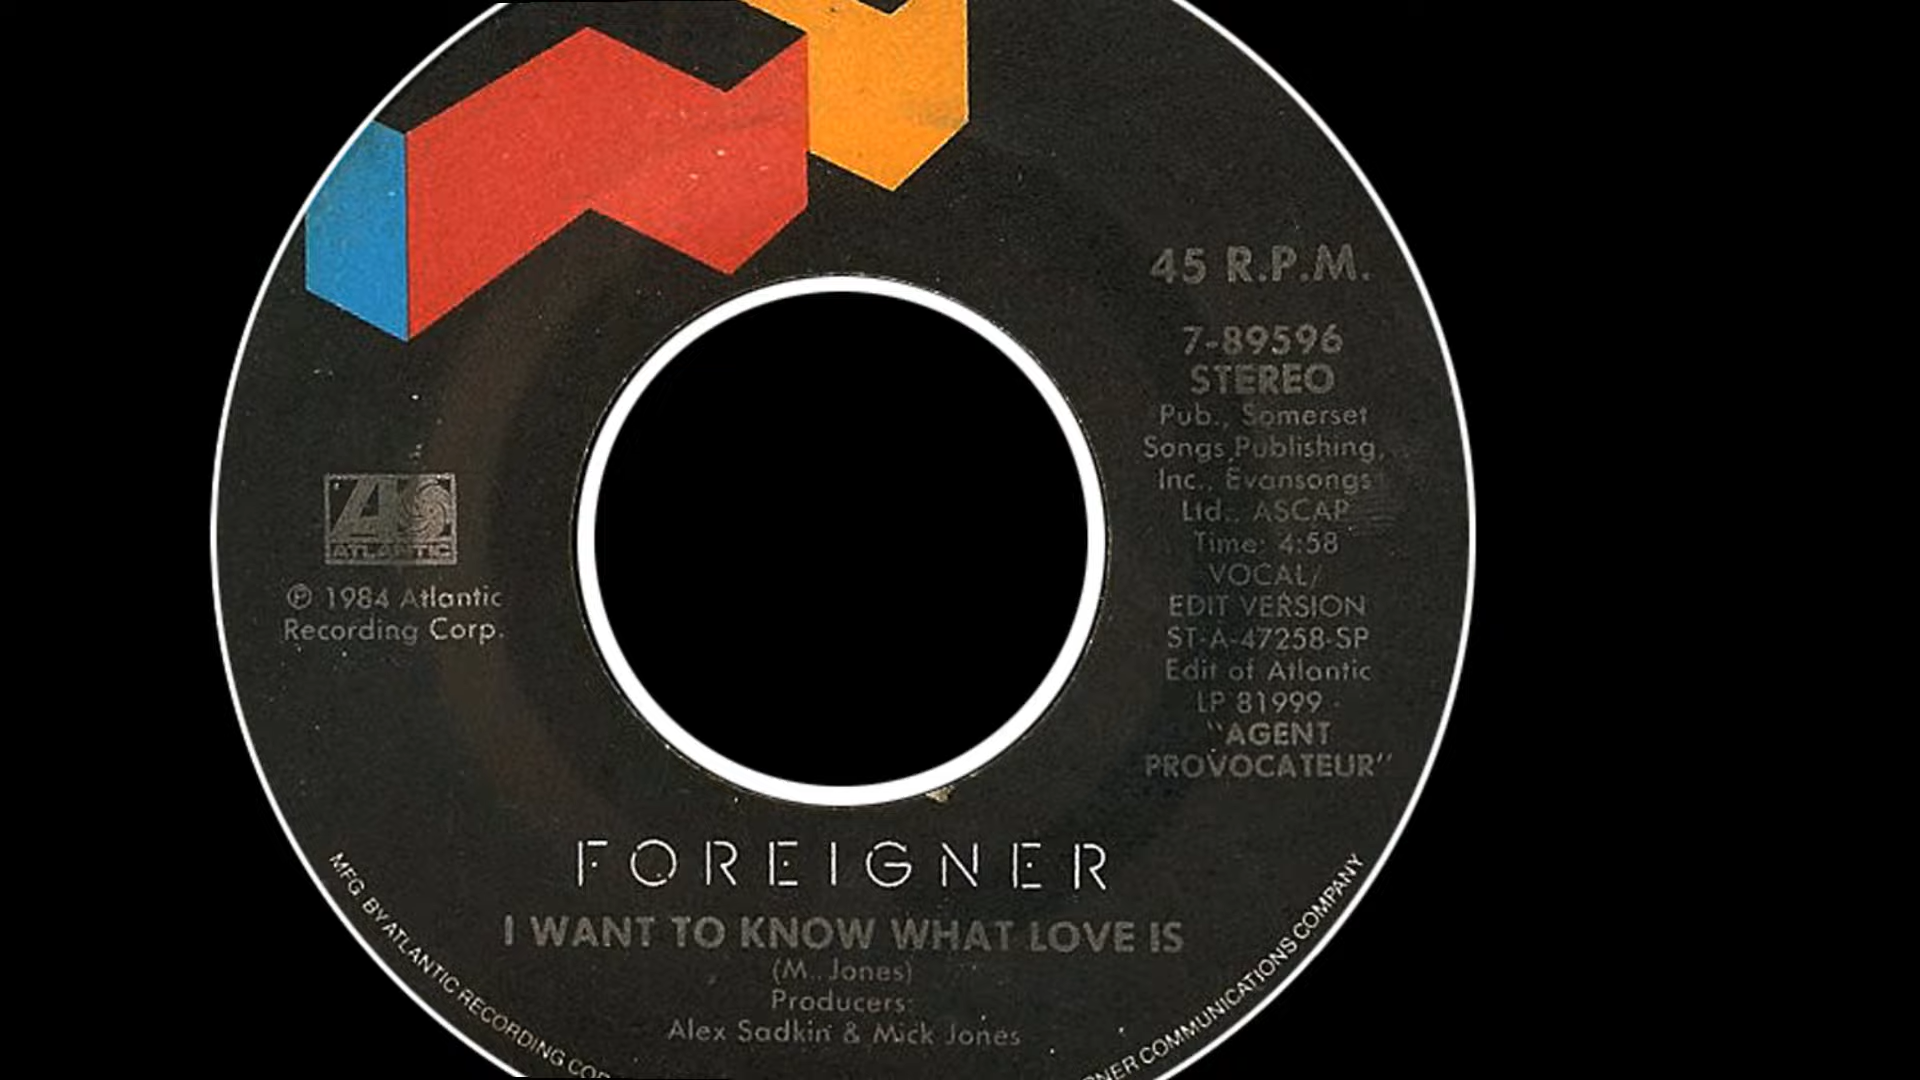 45 R.P.M.
7-89596
STEREO
Pub., Somerset
Songs Publishing,
Inc., Evansongs
Ltd., ASCAP
Time: 4:58
VOCAL/
EDIT VERSION
ST-A-47258-SP
Edit of Atlantic
LP 81999
"AGENT
PROVOCATEUR"
ATLANTIC
℗ 1984 Atlantic
Recording Corp.
FOREIGNER
I WANT TO KNOW WHAT LOVE IS
(M. Jones)
Producers:
Alex Sadkin & Mick Jones
MFG. BY ATLANTIC RECORDING
COMMUNICATIONS COMPANY